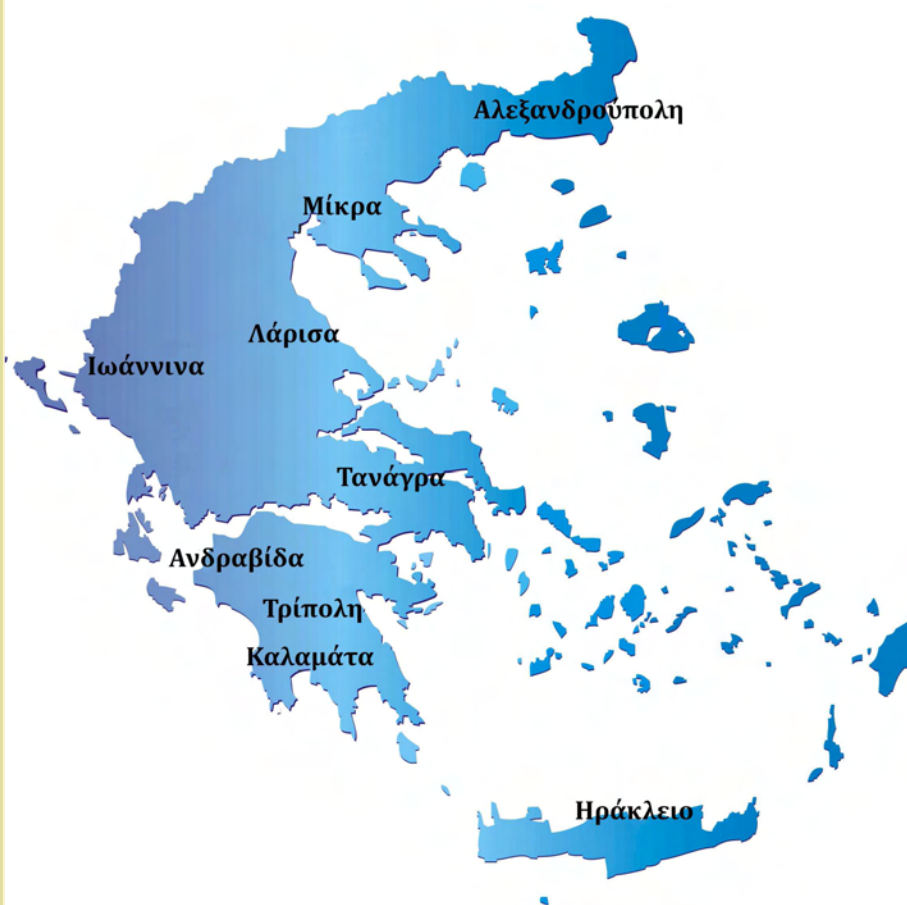 Αλεξανδρούπολη
Μίκρα
Λάρισα
Ιωάννινα
Τανάγρα
Ανδραβίδα
Τρίπολη
Καλαμάτα
Ηράκλειο